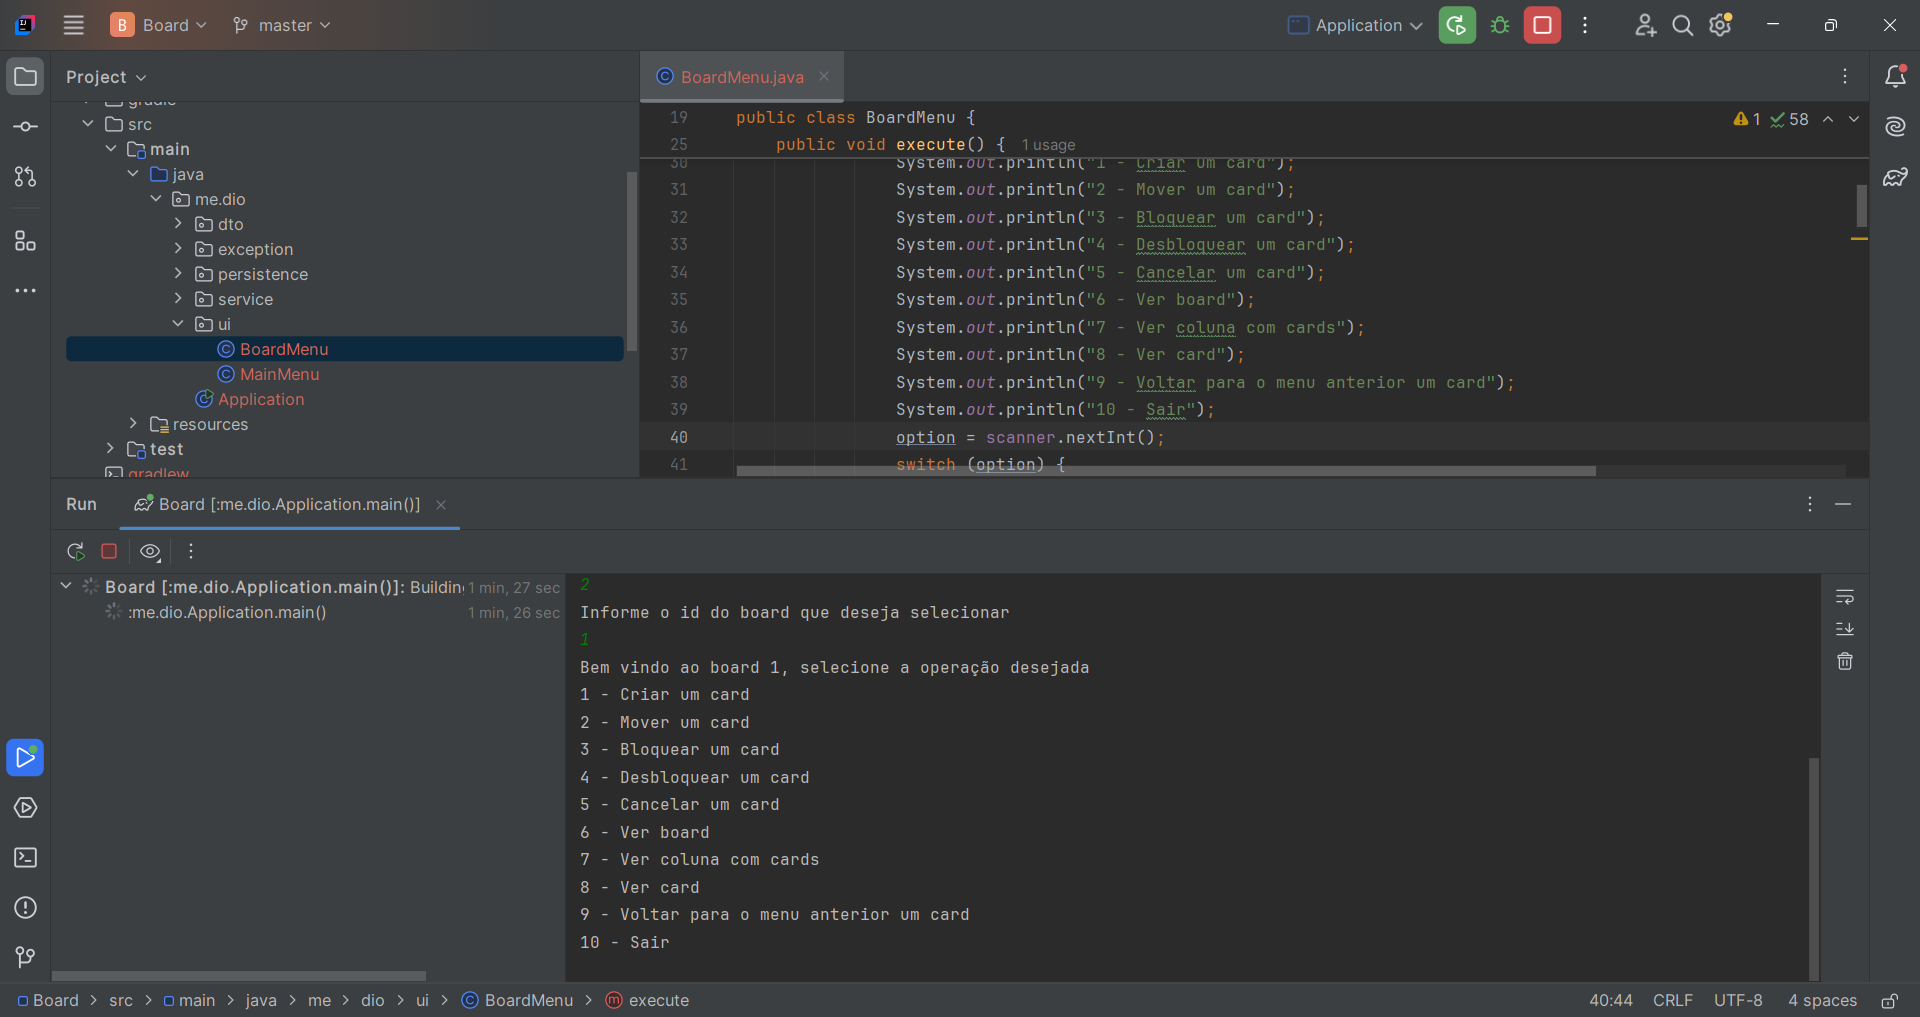 B Board master
Application
Project
BoardMenu.java
gradle
src
main
java
me.dio
dto
exception
persistence
service
ui
BoardMenu
MainMenu
Application
resources
test
gradlew
19 public class BoardMenu {
1 58
25 public void execute() { 1 usage
30 System.out.println("1 - Criar um card");
31 System.out.println("2 - Mover um card");
32 System.out.println("3 - Bloquear um card");
33 System.out.println("4 - Desbloquear um card");
34 System.out.println("5 - Cancelar um card");
35 System.out.println("6 - Ver board");
36 System.out.println("7 - Ver coluna com cards");
37 System.out.println("8 - Ver card");
38 System.out.println("9 - Voltar para o menu anterior um card");
39 System.out.println("10 - Sair");
40 option = scanner.nextInt();
41 switch (option) {
Run Board [:me.dio.Application.main()]
Board [:me.dio.Application.main()]: Building 1 min, 27 sec
:me.dio.Application.main() 1 min, 26 sec
2
Informe o id do board que deseja selecionar
1
Bem vindo ao board 1, selecione a operação desejada
1 - Criar um card
2 - Mover um card
3 - Bloquear um card
4 - Desbloquear um card
5 - Cancelar um card
6 - Ver board
7 - Ver coluna com cards
8 - Ver card
9 - Voltar para o menu anterior um card
10 - Sair
Board > src > main > java > me > dio > ui > BoardMenu > execute
40:44 CRLF UTF-8 4 spaces